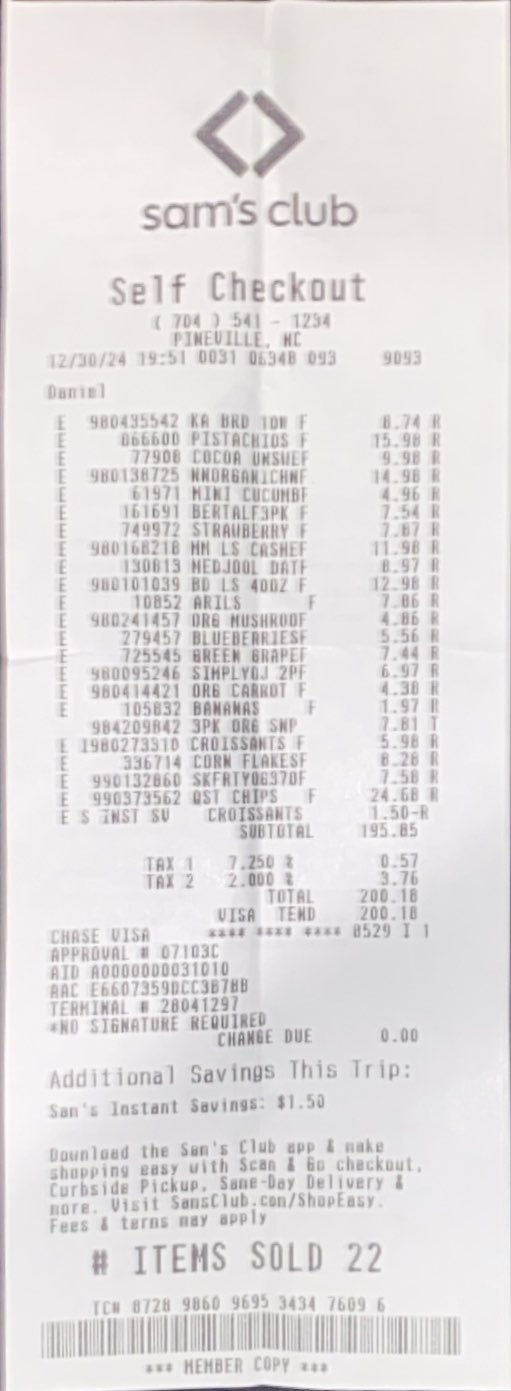 sam's club
Self Checkout
( 704 ) 541 - 1234
PINEVILLE, NC
12/30/24 19:51 0031 06348 093 9093
Daniel
E 980435542 KA BRD 10W F 8.74 R
E 066600 PISTACHIOS F 15.98 R
E 77908 COCOA UNSWEF 9.98 R
E 980138725 NNORGANICHNF 14.98 R
E 61971 MINI CUCUMBF 4.96 R
E 161691 BERTALF3PK F 7.54 R
E 749972 STRAWBERRY F 7.87 R
E 980168218 MM LS CASHEF 11.98 R
E 130813 MEDJOOL DATF 8.97 R
E 980101039 BD LS 40OZ F 12.98 R
E 10852 ARILS F 7.86 R
E 980241457 ORG MUSHROOF 4.86 R
E 279457 BLUEBERRIESF 5.56 R
E 725545 GREEN GRAPEF 7.44 R
E 980095246 SIMPLYOJ 2PF 6.97 R
E 980414421 ORG CARROT F 4.38 R
E 105832 BANANAS F 1.97 R
984209842 3PK ORG SNP 7.81 T
E 1980273310 CROISSANTS F 5.98 R
E 336714 CORN FLAKESF 8.28 R
E 990132860 SKFRTYOG370F 7.58 R
E 990373562 QST CHIPS F 24.68 R
E S INST SV CROISSANTS 1.50-R
SUBTOTAL 195.85
TAX 1 7.250 % 0.57
TAX 2 2.000 % 3.76
TOTAL 200.18
VISA TEND 200.18
CHASE VISA **** **** **** 8529 I 1
APPROVAL # 07103C
AID A0000000031010
AAC E6607359DCC3B78B
TERMINAL # 28041297
*NO SIGNATURE REQUIRED
CHANGE DUE 0.00
Additional Savings This Trip:
Sam's Instant Savings: $1.50
Download the Sam's Club app & make
shopping easy with Scan & Go checkout,
Curbside Pickup, Same-Day Delivery &
more. Visit SamsClub.com/ShopEasy.
Fees & terms may apply
# ITEMS SOLD 22
TC# 8728 9860 9695 3434 7609 6
*** MEMBER COPY ***